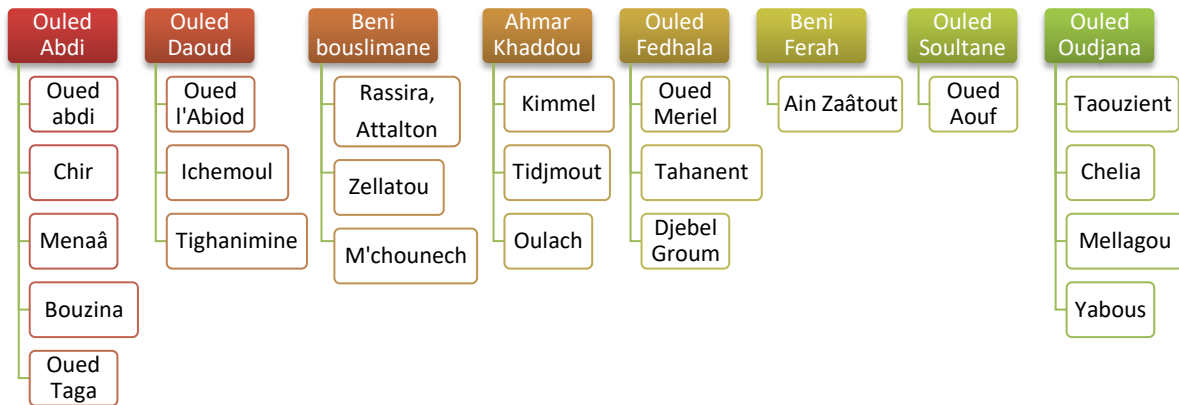 Ouled
Abdi
Oued
abdi
Chir
Menaâ
Bouzina
Oued
Taga
Ouled
Daoud
Oued
l'Abiod
Ichemoul
Tighanimine
Beni
bouslimane
Rassira,
Attalton
Zellatou
M'chounech
Ahmar
Khaddou
Kimmel
Tidjmout
Oulach
Ouled
Fedhala
Oued
Meriel
Tahanent
Djebel
Groum
Beni
Ferah
Ain Zaâtout
Ouled
Soultane
Oued
Aouf
Ouled
Oudjana
Taouzient
Chelia
Mellagou
Yabous